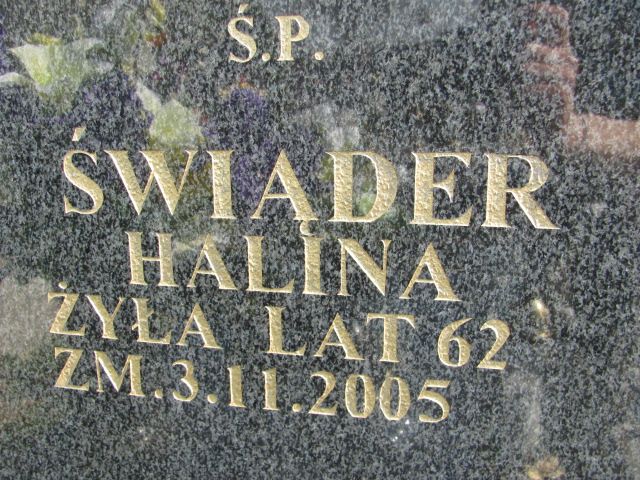 Ś.P.
ŚWIĄDER
HALINA
ŻYŁA LAT 62
ZM.3.11.2005